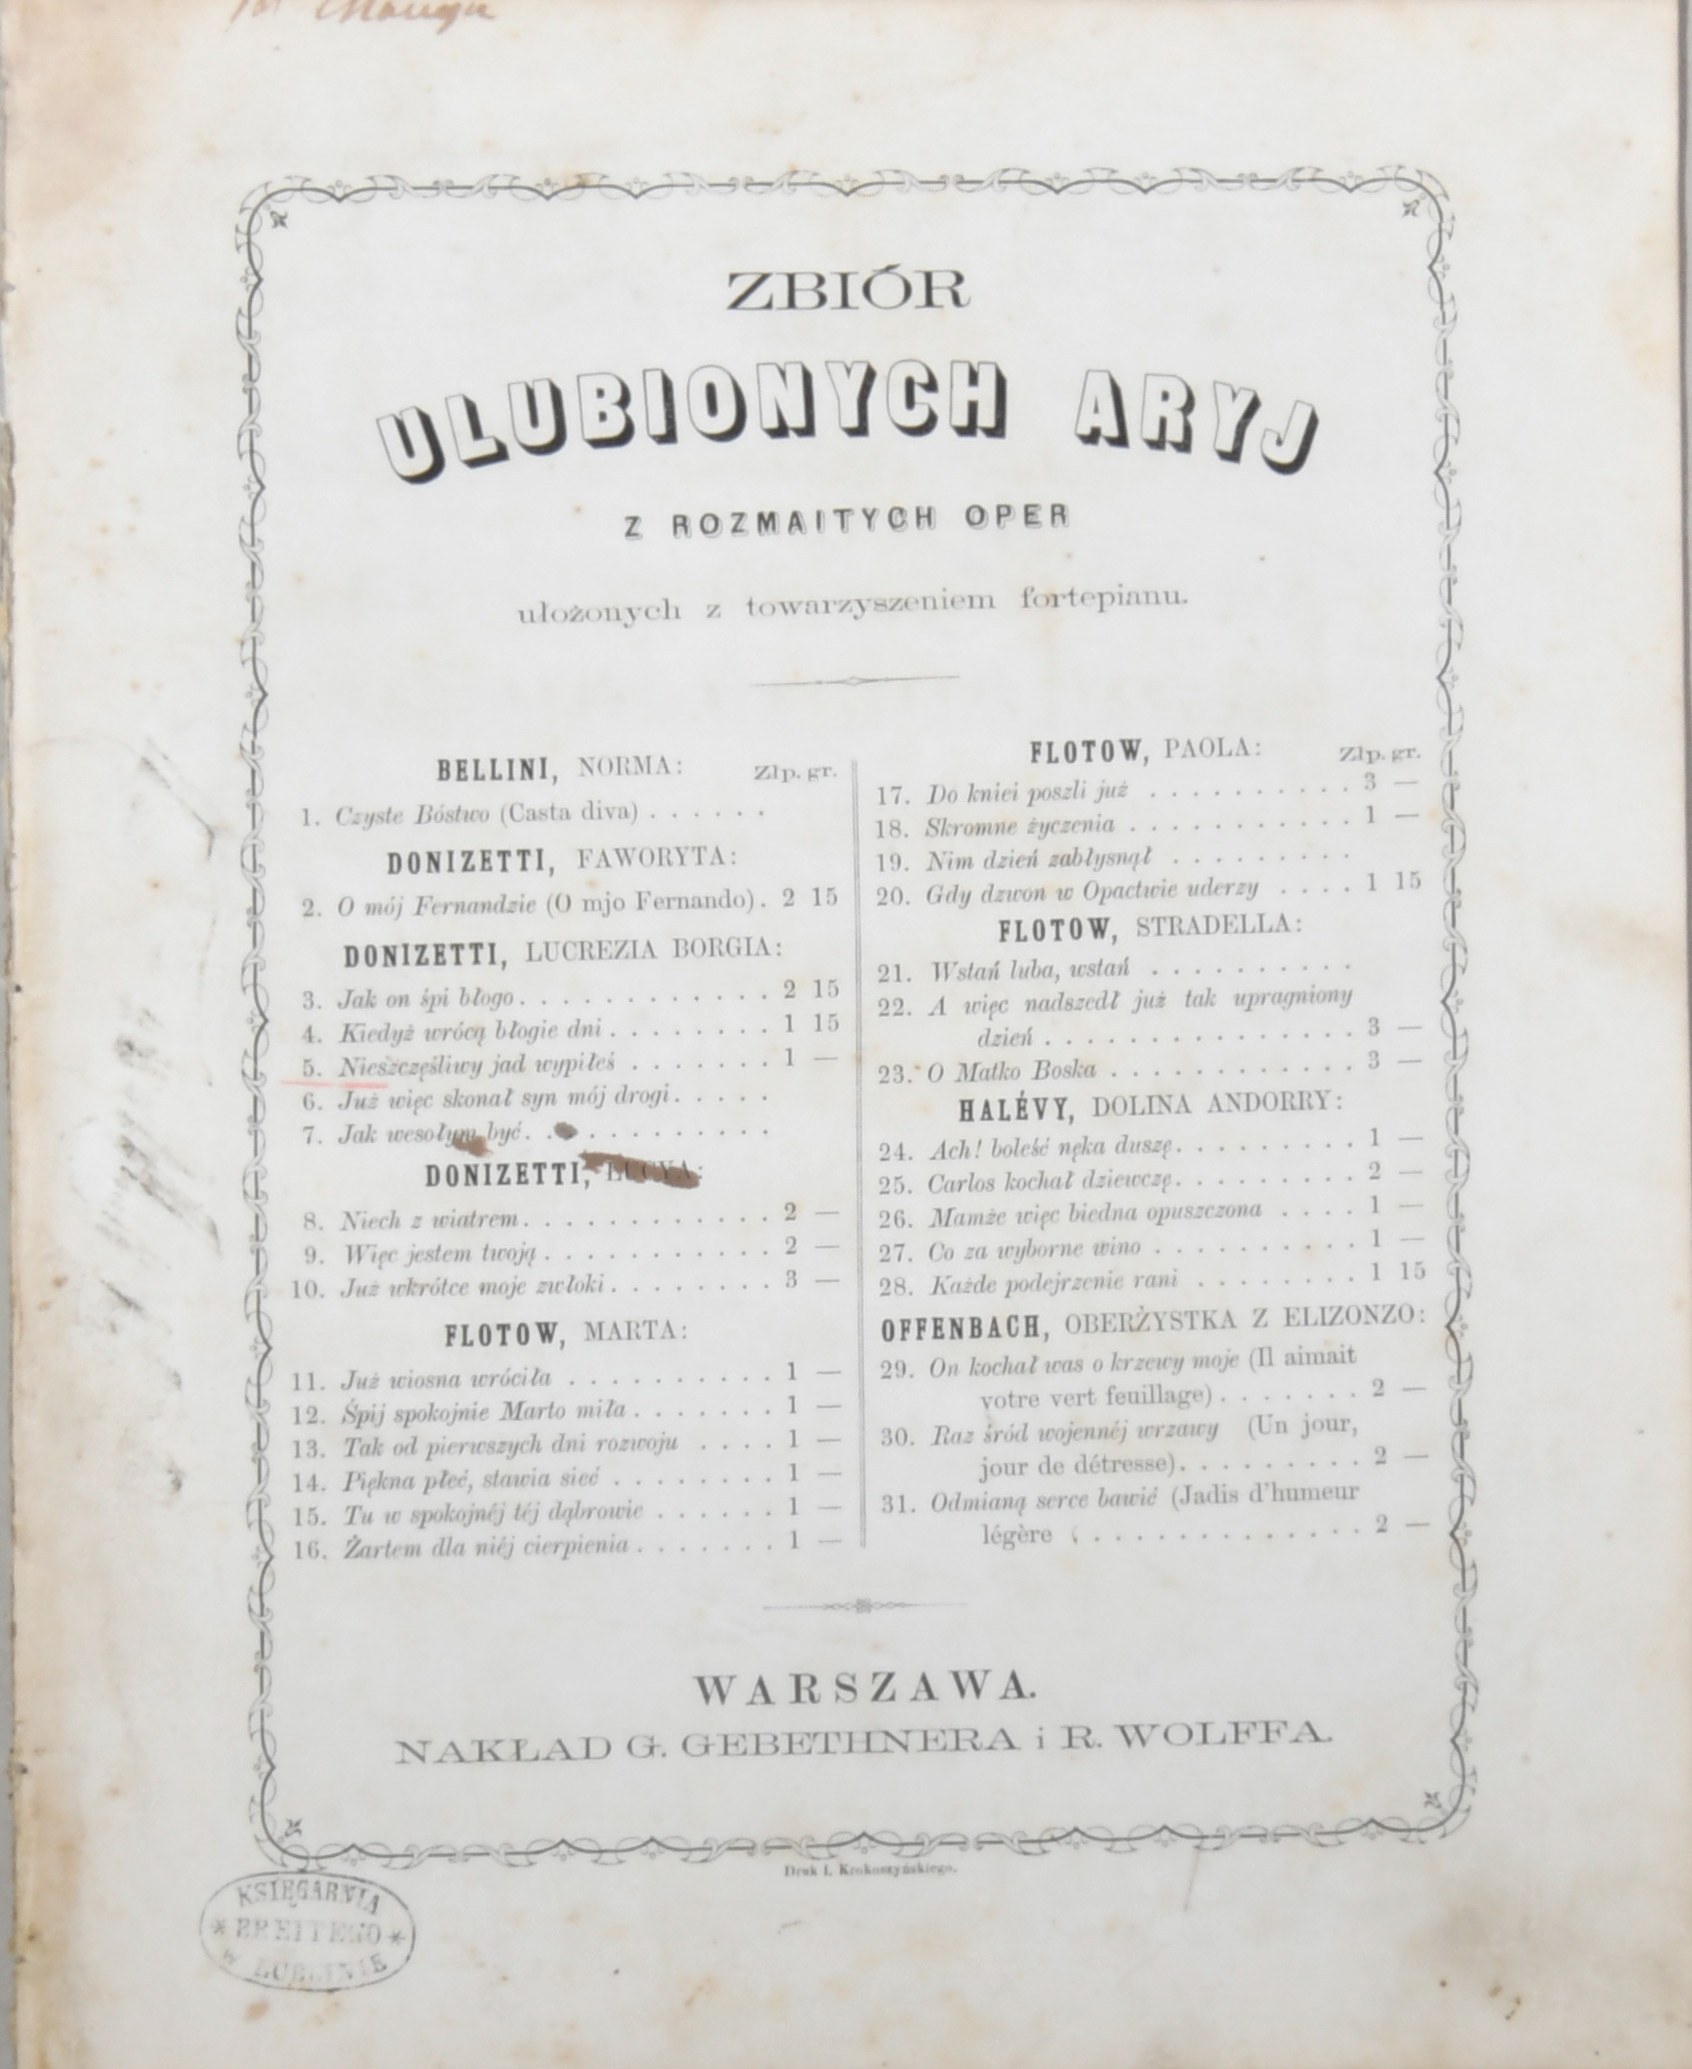 ZBIÓR
ULUBIONYCH ARYJ
Z ROZMAITYCH OPER
ułożonych z towarzyszeniem fortepianu.
BELLINI, NORMA: Złp. gr.
1. Czyste Bóstwo (Casta diva) . . . . . .
DONIZETTI, FAWORYTA:
2. O mój Fernandzie (O mjo Fernando). 2 15
DONIZETTI, LUCREZIA BORGIA:
3. Jak on śpi błogo. . . . . . . . . . . . . 2 15
4. Kiedyż wrócą błogie dni . . . . . . . . 1 15
5. Nieszczęśliwy jad wypiłeś . . . . . . . 1 —
6. Już więc skonał syn mój drogi. . . . .
7. Jak wesołym być. . . . . . . . . . . .
DONIZETTI, ŁUCYA:
8. Niech z wiatrem. . . . . . . . . . . . . 2 —
9. Więc jestem twoją . . . . . . . . . . . . 2 —
10. Już wkrótce moje zwłoki . . . . . . . . 3 —
FLOTOW, MARTA:
11. Już wiosna wróciła . . . . . . . . . . 1 —
12. Śpij spokojnie Marto miła . . . . . . . 1 —
13. Tak od pierwszych dni rozwoju . . . . 1 —
14. Piękna płeć, stawia sieć . . . . . . . . 1 —
15. Tu w spokojnéj téj dąbrowie . . . . . . 1 —
16. Żartem dla niéj cierpienia . . . . . . . 1 —
FLOTOW, PAOLA: Złp. gr.
17. Do kniei poszli już . . . . . . . . . . 3 —
18. Skromne życzenia . . . . . . . . . . . 1 —
19. Nim dzień zabłysnął . . . . . . . . .
20. Gdy dzwon w Opactwie uderzy . . . . 1 15
FLOTOW, STRADELLA:
21. Wstań luba, wstań . . . . . . . . . .
22. A więc nadszedł już tak upragniony
dzień . . . . . . . . . . . . . . . 3 —
23. O Matko Boska . . . . . . . . . . . . 3 —
HALÉVY, DOLINA ANDORRY:
24. Ach! boleść nęka duszę. . . . . . . . . 1 —
25. Carlos kochał dziewczę. . . . . . . . . 2 —
26. Mamże więc biedna opuszczona . . . . 1 —
27. Co za wyborne wino . . . . . . . . . . 1 —
28. Każde podejrzenie rani . . . . . . . . 1 15
OFFENBACH, OBERŻYSTKA Z ELIZONZO:
29. On kochał was o krzewy moje (Il aimait
votre vert feuillage) . . . . . . . 2 —
30. Raz śród wojennéj wrzawy (Un jour,
jour de détresse). . . . . . . . . 2 —
31. Odmianą serce bawić (Jadis d'humeur
légère . . . . . . . . . . . . . . 2 —
WARSZAWA.
NAKŁAD G. GEBETHNERA i R. WOLFFA.
Druk I. Krokoszyńskiego.
KSIĘGARNIA
* BREITEGO *
w LUBLINIE